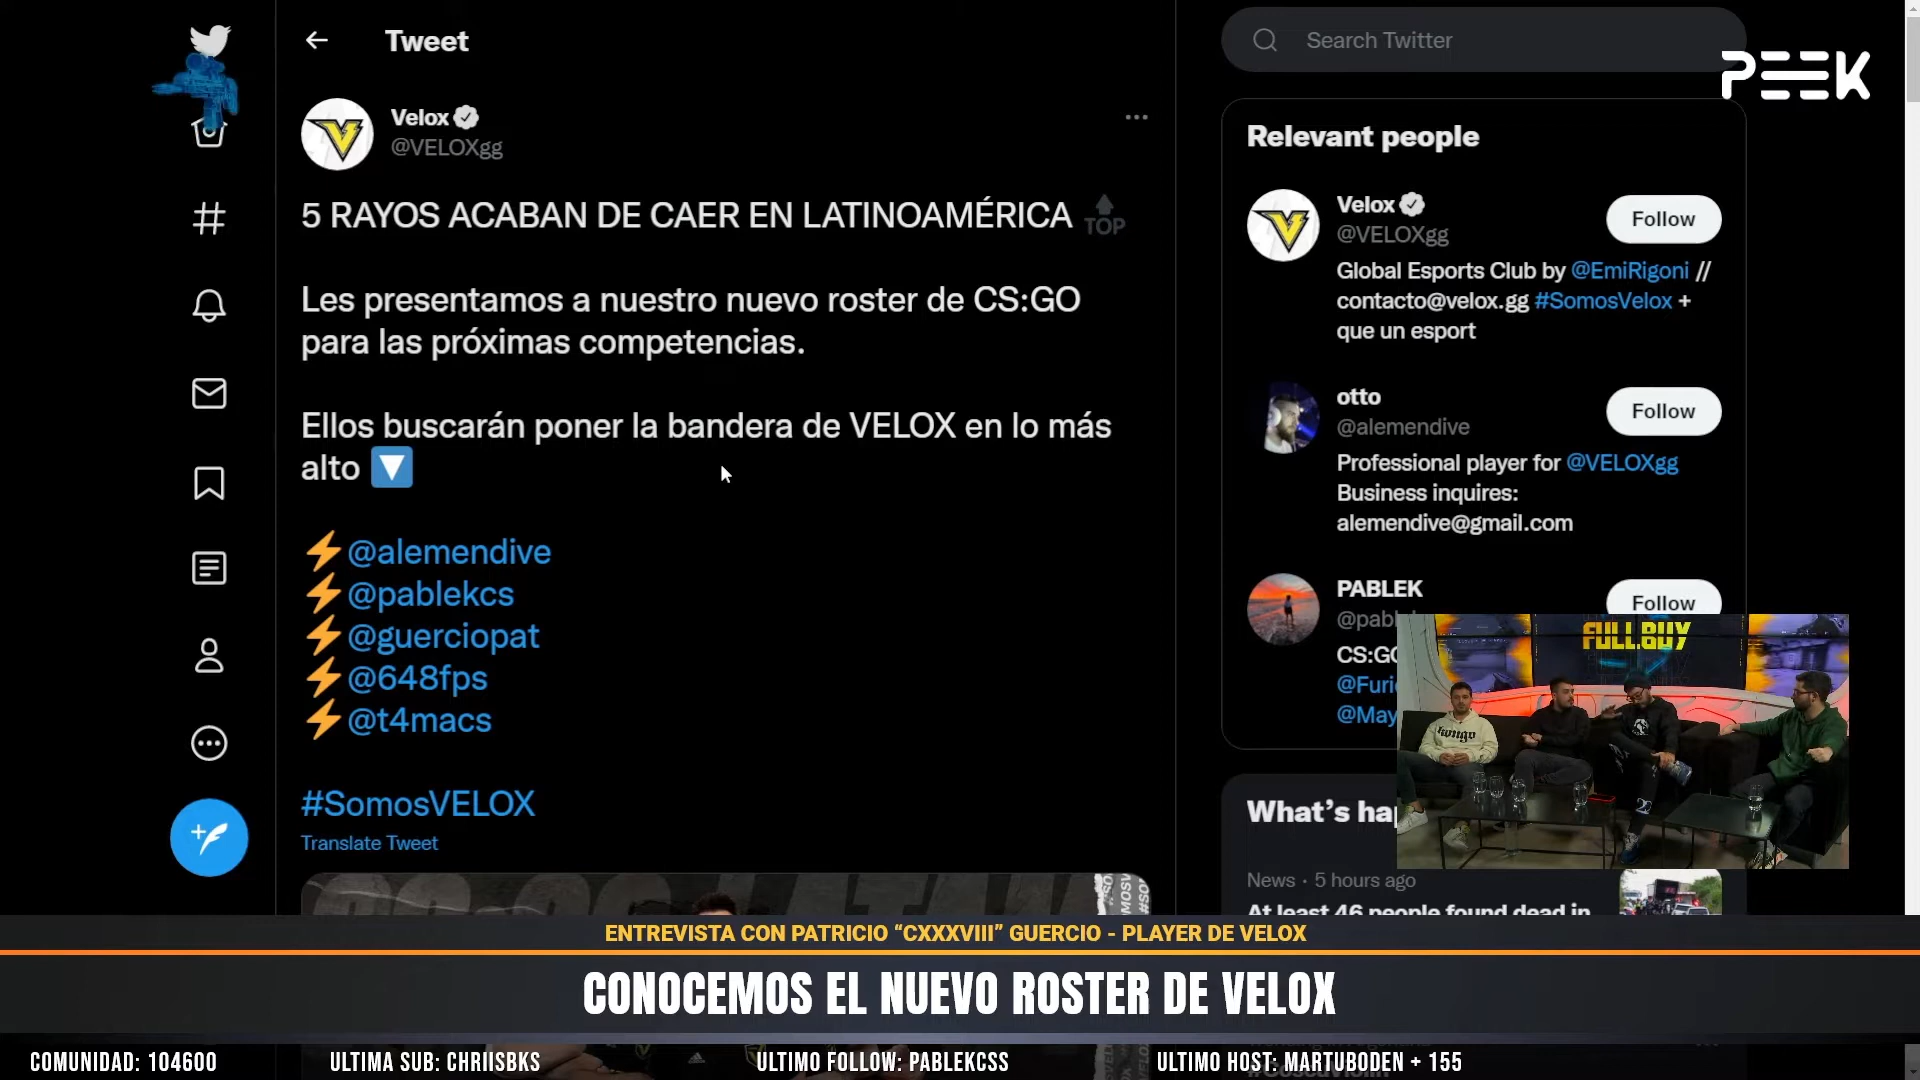 Tweet
Search Twitter
PEEK
Velox
@VELOXgg
5 RAYOS ACABAN DE CAER EN LATINOAMÉRICA TOP
Les presentamos a nuestro nuevo roster de CS:GO
para las próximas competencias.
Ellos buscarán poner la bandera de VELOX en lo más
alto
@alemendive
@pablekcs
@guerciopat
@648fps
@t4macs
#SomosVELOX
Translate Tweet
Relevant people
Velox
@VELOXgg
Follow
Global Esports Club by @EmiRigoni //
contacto@velox.gg #SomosVelox +
que un esport
otto
@alemendive
Follow
Professional player for @VELOXgg
Business inquires:
alemendive@gmail.com
PABLEK
Follow
FULL.BUY
kongo
News · 5 hours ago
At least 46 people found dead in
ENTREVISTA CON PATRICIO “CXXXVIII” GUERCIO - PLAYER DE VELOX
CONOCEMOS EL NUEVO ROSTER DE VELOX
COMUNIDAD: 104600
ULTIMA SUB: CHRIISBKS
ULTIMO FOLLOW: PABLEKCSS
ULTIMO HOST: MARTUBODEN + 155